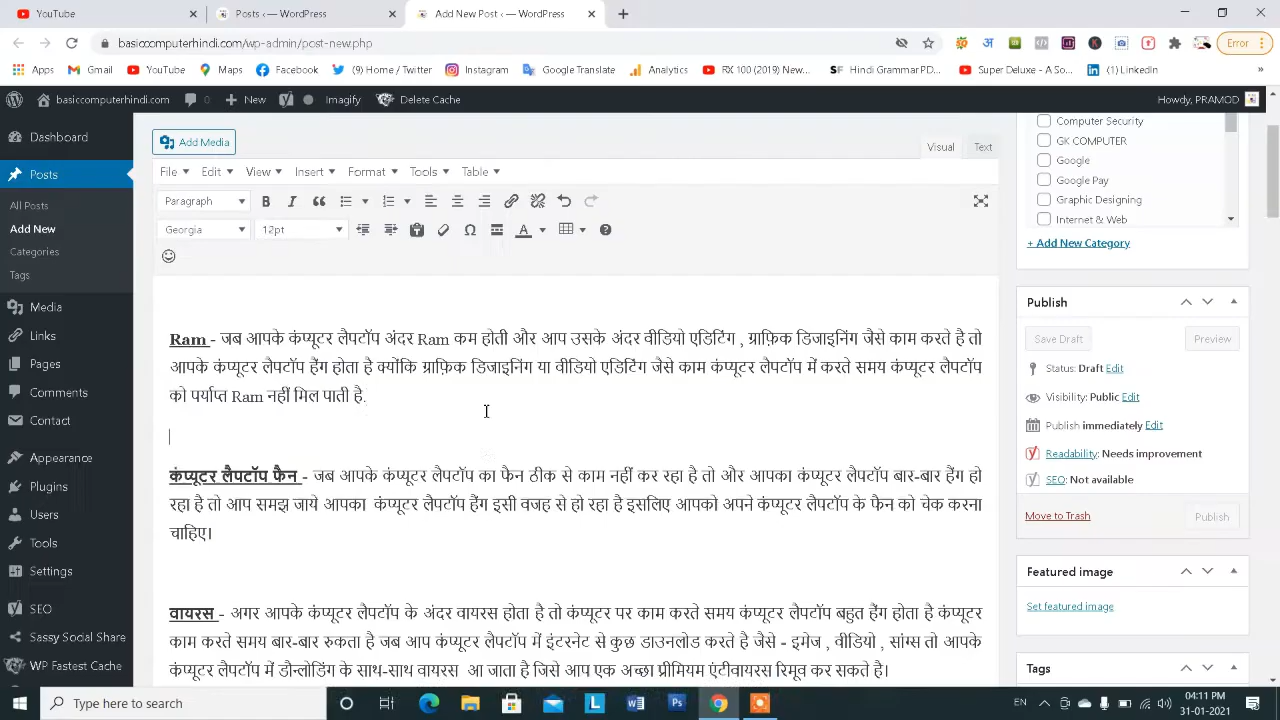 YouTube
Posts ‹ — WordPress
Add New Post ‹ — WordPress
basiccomputerhindi.com/wp-admin/post-new.php
Error
Apps Gmail YouTube Maps Facebook (9) Home / Twitter Instagram Google Translate Analytics RX 100 (2019) New... Hindi Grammar PD... Super Deluxe - A So... (1) LinkedIn »
basiccomputerhindi.com 0 New Imagify Delete Cache Howdy, PRAMOD
Dashboard
Posts
All Posts
Add New
Categories
Tags
Media
Links
Pages
Comments
Contact
Appearance
Plugins
Users
Tools
Settings
SEO
Sassy Social Share
WP Fastest Cache
Add Media
Visual Text
File Edit View Insert Format Tools Table
Paragraph
Georgia 12pt
Ram - जब आपके कंप्यूटर लैपटॉप अंदर Ram कम होती और आप उसके अंदर वीडियो एडिटिंग , ग्राफ़िक डिजाइनिंग जैसे काम करते है तो
आपके कंप्यूटर लैपटॉप हैंग होता है क्योंकि ग्राफ़िक डिजाइनिंग या वीडियो एडिटिंग जैसे काम कंप्यूटर लैपटॉप में करते समय कंप्यूटर लैपटॉप
को पर्याप्त Ram नहीं मिल पाती है.
कंप्यूटर लैपटॉप फैन - जब आपके कंप्यूटर लैपटॉप का फैन ठीक से काम नहीं कर रहा है तो और आपका कंप्यूटर लैपटॉप बार-बार हैंग हो
रहा है तो आप समझ जाये आपका कंप्यूटर लैपटॉप हैंग इसी वजह से हो रहा हैं इसलिए आपको अपने कंप्यूटर लैपटॉप के फैन को चेक करना
चाहिए।
वायरस - अगर आपके कंप्यूटर लैपटॉप के अंदर वायरस होता है तो कंप्यूटर पर काम करते समय कंप्यूटर लैपटॉप बहुत हैंग होता है कंप्यूटर
काम करते समय बार-बार रुकता है जब आप कंप्यूटर लैपटॉप में इंटरनेट से कुछ डाउनलोड करते है जैसे - इमेज , वीडियो , सांग्स तो आपके
कंप्यूटर लैपटॉप में डौन्लोडिंग के साथ-साथ वायरस आ जाता है जिसे आप एक अच्छा प्रीमियम एंटीवायरस रिमूव कर सकते है।
Computer Security
GK COMPUTER
Google
Google Pay
Graphic Designing
Internet & Web
+ Add New Category
Publish
Save Draft Preview
Status: Draft Edit
Visibility: Public Edit
Publish immediately Edit
Readability: Needs improvement
SEO: Not available
Move to Trash Publish
Featured image
Set featured image
Tags
Type here to search
EN 04:11 PM
31-01-2021